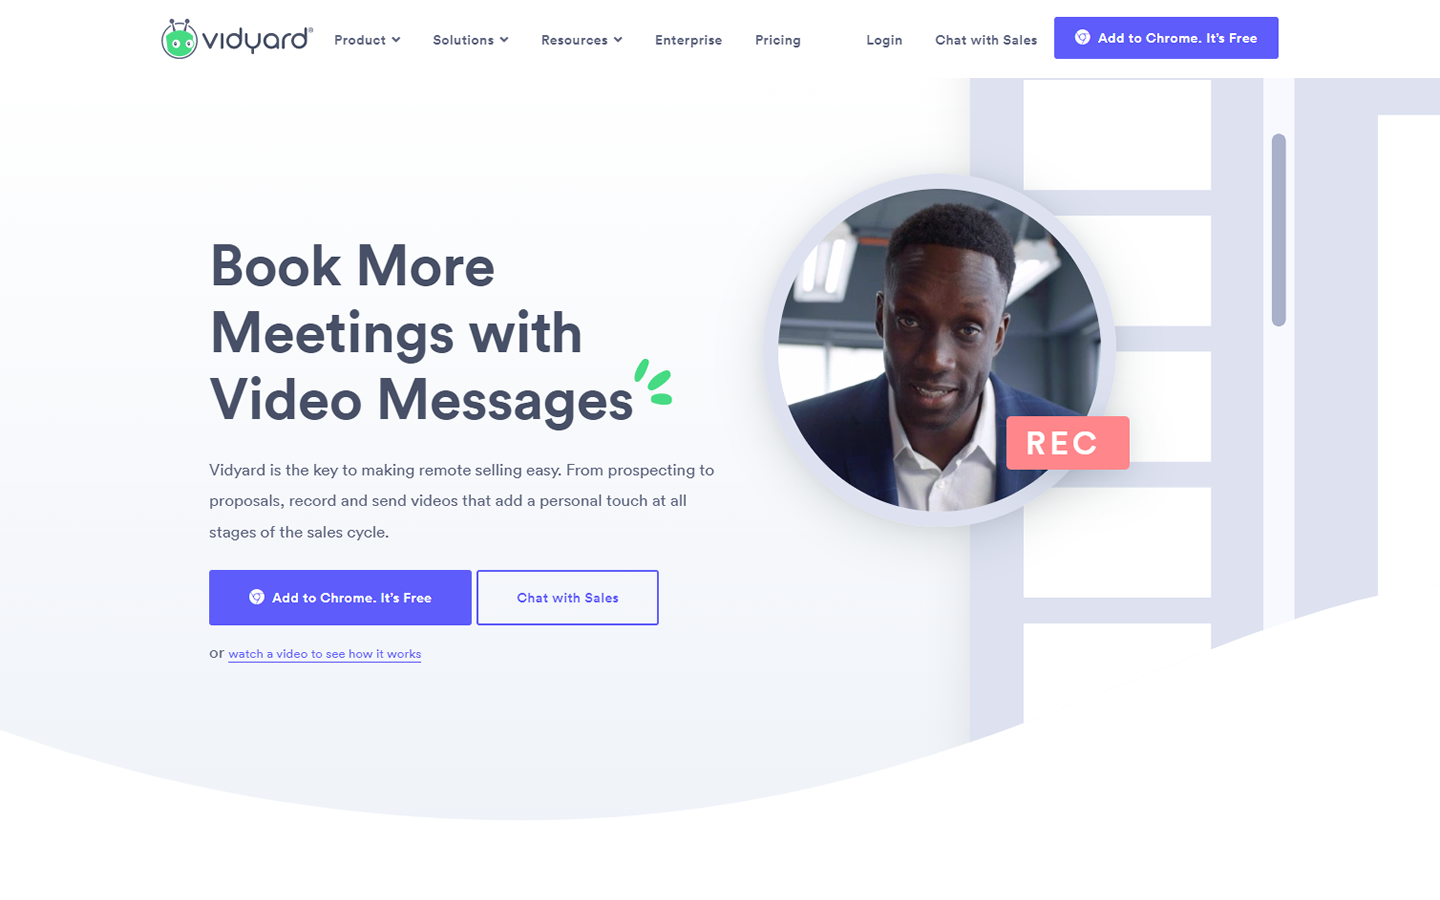 vidyard®
Product
Solutions
Resources
Enterprise
Pricing
Login
Chat with Sales
Add to Chrome. It's Free
Book More
Meetings with
Video Messages
Vidyard is the key to making remote selling easy. From prospecting to
proposals, record and send videos that add a personal touch at all
stages of the sales cycle.
Add to Chrome. It's Free
Chat with Sales
or watch a video to see how it works
REC